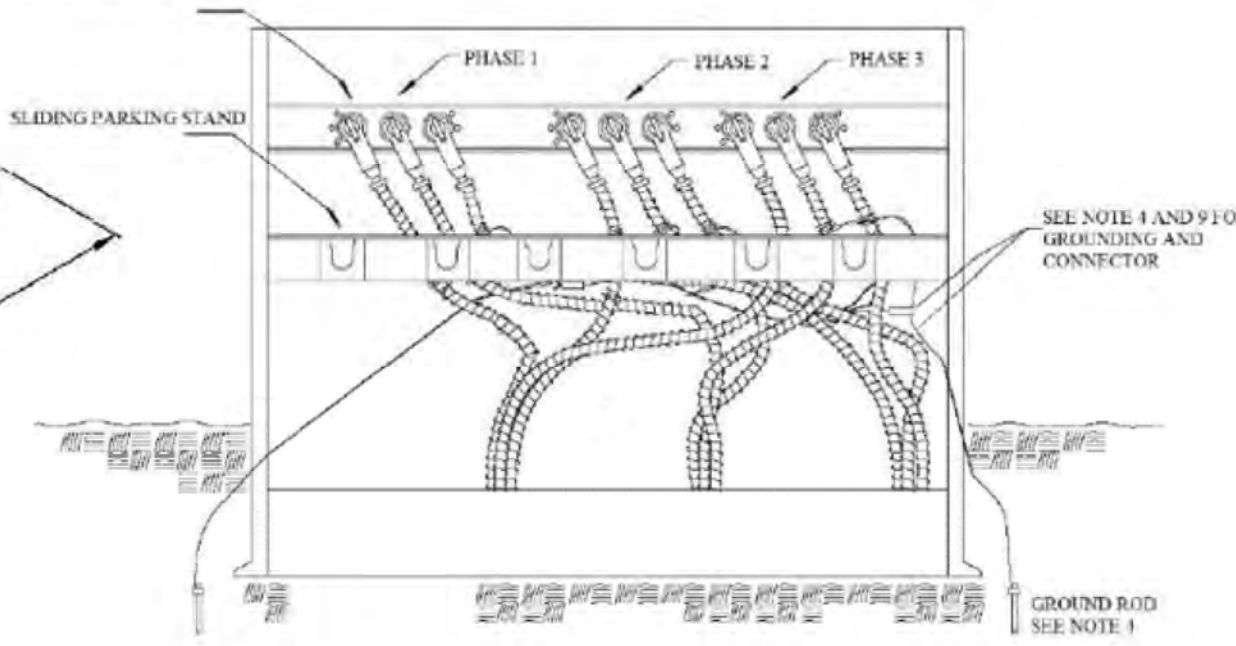 PHASE 1
PHASE 2
PHASE 3
SLIDING PARKING STAND
SEE NOTE 4 AND 9 FO
GROUNDING AND
CONNECTOR
GROUND ROD
SEE NOTE 4